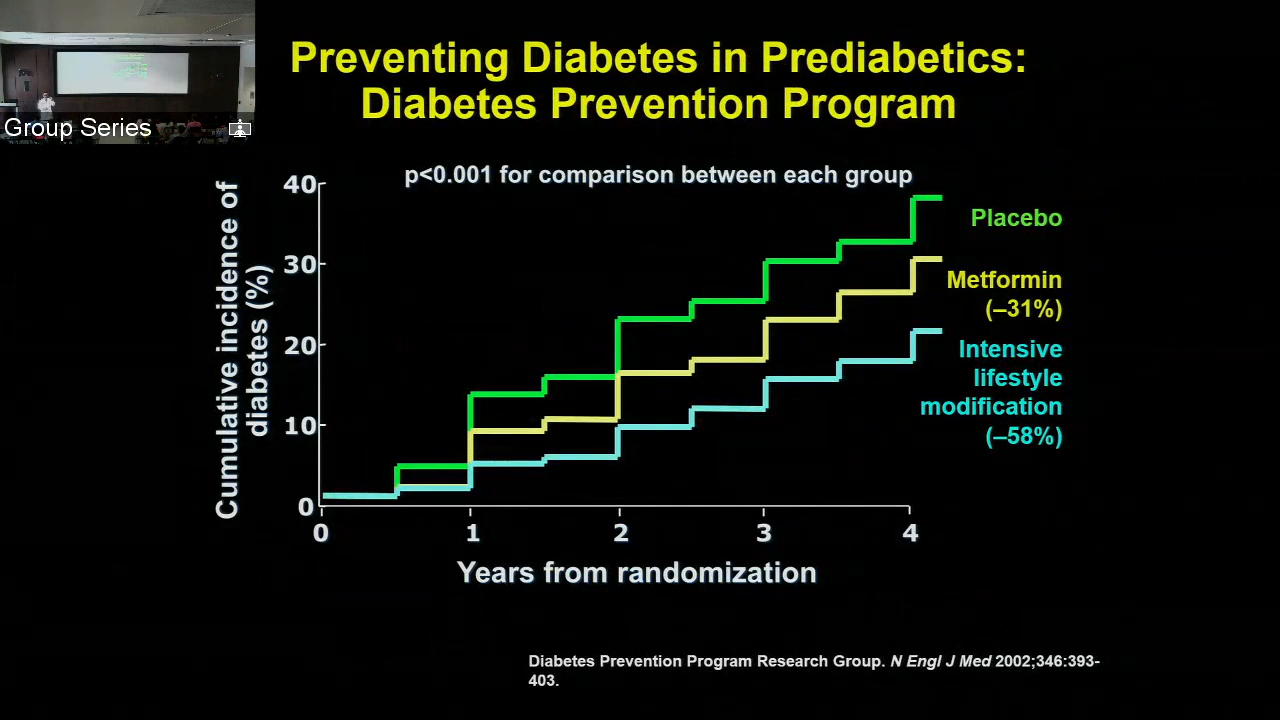 Preventing Diabetes in Prediabetics:
Diabetes Prevention Program
Group Series
p<0.001 for comparison between each group
Cumulative incidence of
diabetes (%)
40
30
20
10
0
0 1 2 3 4
Years from randomization
Placebo
Metformin
(–31%)
Intensive
lifestyle
modification
(–58%)
Diabetes Prevention Program Research Group. N Engl J Med 2002;346:393-
403.